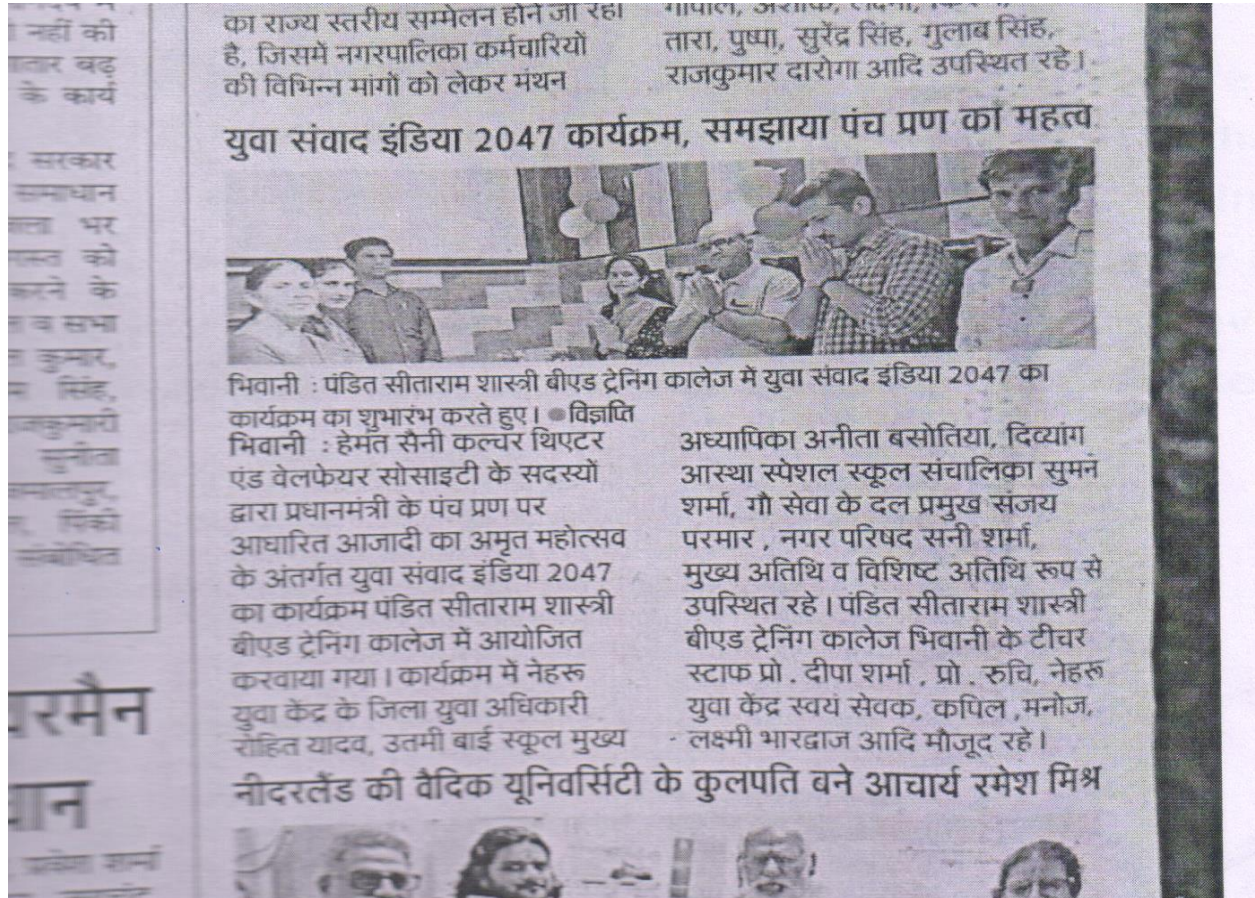 नहीं की
के कार्य
सरकार
समाधान
भर
को
करने के
व सभा
कुमार,
सिंह,
सुनीता
पिंकी
संबोधित
रमैन
का राज्य स्तरीय सम्मेलन होने जा रहा
है, जिसमें नगरपालिका कर्मचारियों
की विभिन्न मांगों को लेकर मंथन
तारा, पुष्पा, सुरेंद्र सिंह, गुलाब सिंह,
राजकुमार दारोगा आदि उपस्थित रहे।
युवा संवाद इंडिया 2047 कार्यक्रम, समझाया पंच प्रण का महत्व
भिवानी : पंडित सीताराम शास्त्री बीएड ट्रेनिंग कालेज में युवा संवाद इंडिया 2047 का
कार्यक्रम का शुभारंभ करते हुए। ● विज्ञप्ति
भिवानी : हेमंत सैनी कल्चर थिएटर
एंड वेलफेयर सोसाइटी के सदस्यों
द्वारा प्रधानमंत्री के पंच प्रण पर
आधारित आजादी का अमृत महोत्सव
के अंतर्गत युवा संवाद इंडिया 2047
का कार्यक्रम पंडित सीताराम शास्त्री
बीएड ट्रेनिंग कालेज में आयोजित
करवाया गया। कार्यक्रम में नेहरू
युवा केंद्र के जिला युवा अधिकारी
रोहित यादव, उतमी बाई स्कूल मुख्य
अध्यापिका अनीता बसोतिया, दिव्यांग
आस्था स्पेशल स्कूल संचालिका सुमन
शर्मा, गौ सेवा के दल प्रमुख संजय
परमार , नगर परिषद सनी शर्मा,
मुख्य अतिथि व विशिष्ट अतिथि रूप से
उपस्थित रहे। पंडित सीताराम शास्त्री
बीएड ट्रेनिंग कालेज भिवानी के टीचर
स्टाफ प्रो . दीपा शर्मा , प्रो . रुचि, नेहरू
युवा केंद्र स्वयं सेवक, कपिल ,मनोज,
लक्ष्मी भारद्वाज आदि मौजूद रहे।
नीदरलैंड की वैदिक यूनिवर्सिटी के कुलपति बने आचार्य रमेश मिश्र